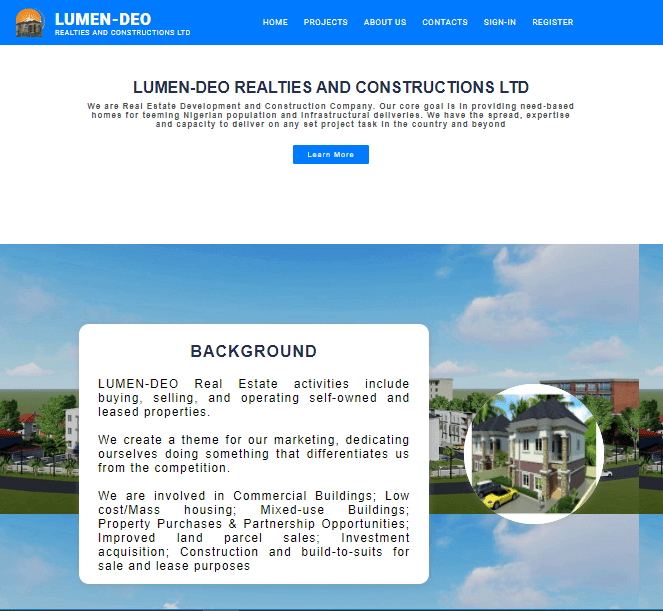 LUMEN-DEO
REALTIES AND CONSTRUCTIONS LTD
HOME PROJECTS ABOUT US CONTACTS SIGN-IN REGISTER
LUMEN-DEO REALTIES AND CONSTRUCTIONS LTD
We are Real Estate Development and Construction Company. Our core goal is in providing need-based
homes for teeming Nigerian population and infrastructural deliveries. We have the spread, expertise
and capacity to deliver on any set project task in the country and beyond
Learn More
BACKGROUND
LUMEN-DEO Real Estate activities include
buying, selling, and operating self-owned and
leased properties.
We create a theme for our marketing, dedicating
ourselves doing something that differentiates us
from the competition.
We are involved in Commercial Buildings; Low
cost/Mass housing; Mixed-use Buildings;
Property Purchases & Partnership Opportunities;
Improved land parcel sales; Investment
acquisition; Construction and build-to-suits for
sale and lease purposes